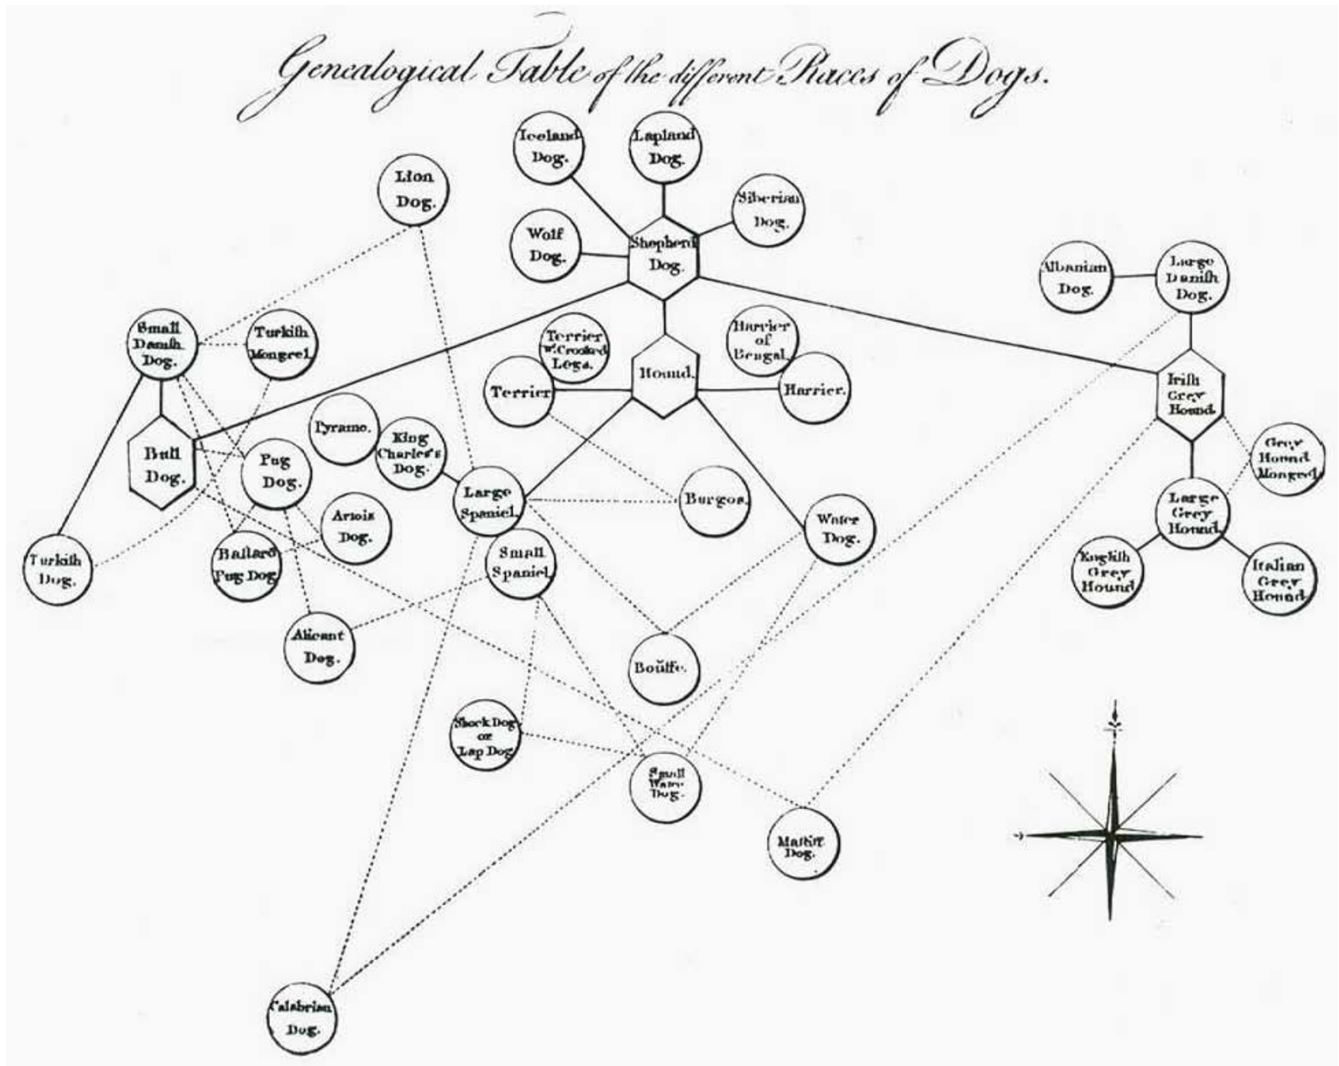 Genealogical Table of the different Races of Dogs.
Iceland
Dog.
Lapland
Dog.
Lion
Dog.
Siberian
Dog.
Wolf
Dog.
Shepherd
Dog.
Albanian
Dog.
Large
Danish
Dog.
Small
Danish
Dog.
Turkish
Mongrel
Terrier
W. Crooked
Legs.
Harrier
of
Bengal
Hound.
Terrier
Harrier.
Irish
Grey
Hound
Pyrame.
King
Charles's
Dog.
Bull
Dog.
Pug
Dog.
Grey
Hound
Mongrel
Large
Spaniel
Burgos.
Large
Grey
Hound
Artois
Dog.
Water
Dog.
Turkish
Dog.
Bastard
Pug Dog
Small
Spaniel
English
Grey
Hound
Italian
Grey
Hound
Alicant
Dog.
Bouffe.
Shock Dog
or
Lap Dog
Small
Water
Dog.
Mastiff
Dog.
Calabrian
Dog.